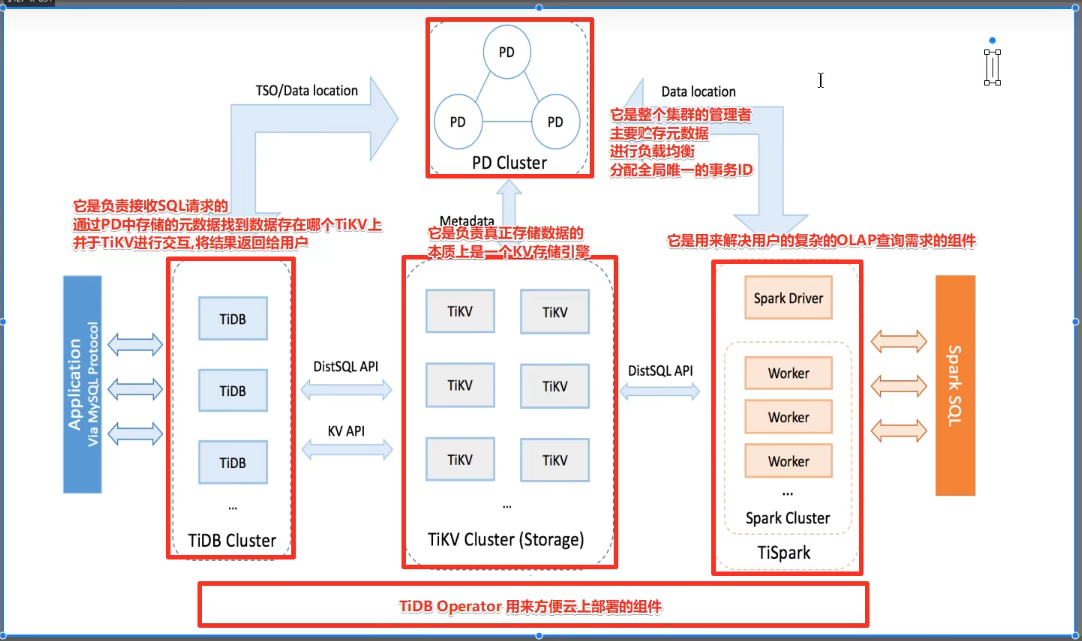 PD
PD
PD
PD Cluster
TSO/Data location
Data location
它是整个集群的管理者
主要贮存元数据
进行负载均衡
分配全局唯一的事务ID
它是负责接收SQL请求的
通过PD中存储的元数据找到数据存在哪个TiKV上
并于TiKV进行交互,将结果返回给用户
Metadata
它是负责真正存储数据的
本质上是一个KV存储引擎
它是用来解决用户的复杂的OLAP查询需求的组件
Application
Via MySQL Protocol
TiDB
TiDB
TiDB
...
TiDB Cluster
DistSQL API
KV API
TiKV
TiKV
TiKV
TiKV
TiKV
TiKV
...
TiKV Cluster (Storage)
DistSQL API
Spark Driver
Worker
Worker
Worker
...
Spark Cluster
TiSpark
Spark SQL
TiDB Operator 用来方便云上部署的组件